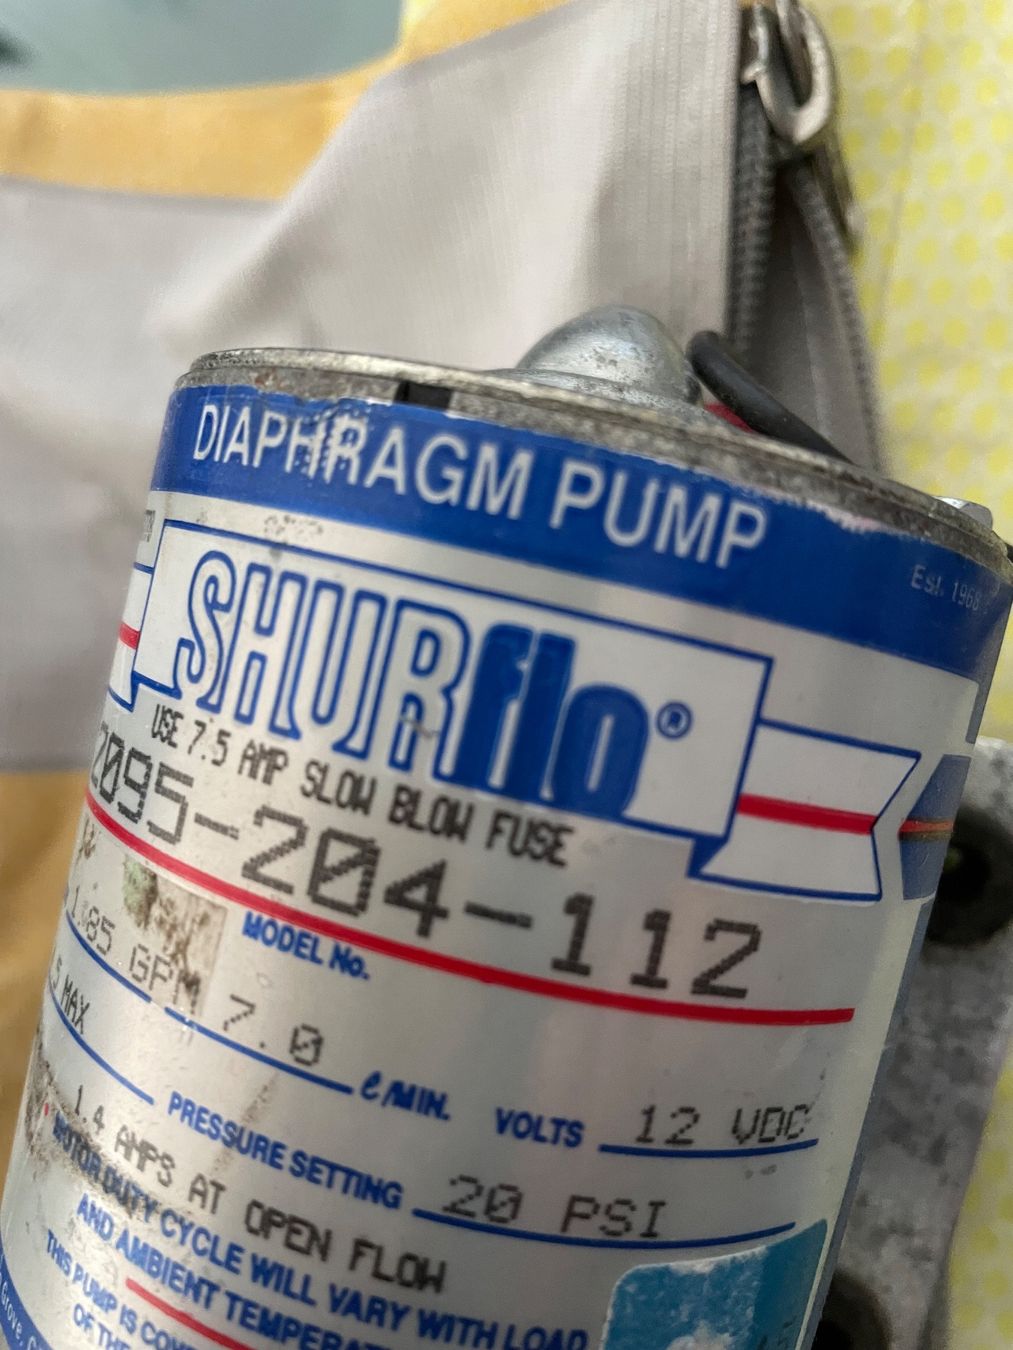 DIAPHRAGM PUMP
Est. 1968
SHURflo®
USE 7.5 AMP SLOW BLOW FUSE
2095-204-112
MODEL No.
1.85 GPM 7.0 ℓ/MIN.
VOLTS 12 VDC
MAX
PRESSURE SETTING 20 PSI
1.4 AMPS AT OPEN FLOW
MOTOR DUTY CYCLE WILL VARY WITH LOAD
AND AMBIENT
THIS PUMP IS
OF THE